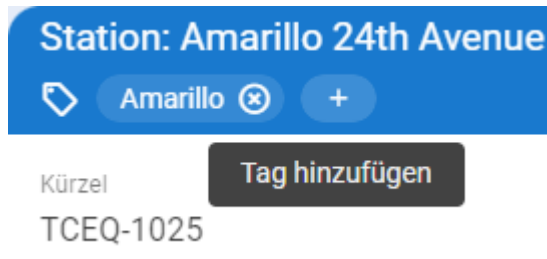 Station: Amarillo 24th Avenue
Amarillo +
Tag hinzufügen
Kürzel
TCEQ-1025